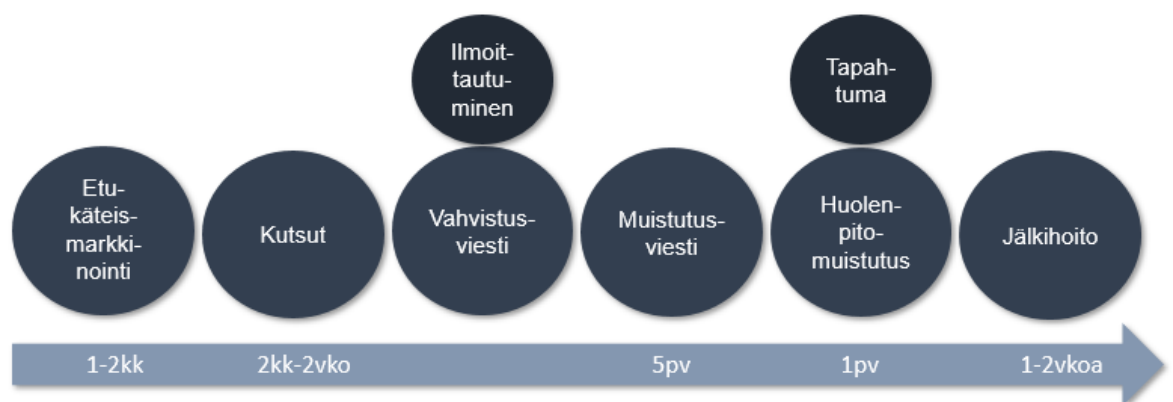 Ilmoit-
tautu-
minen
Tapah-
tuma
Etu-
käteis-
markki-
nointi
Kutsut
Vahvistus-
viesti
Muistutus-
viesti
Huolen-
pito-
muistutus
Jälkihoito
1-2kk
2kk-2vko
5pv
1pv
1-2vkoa